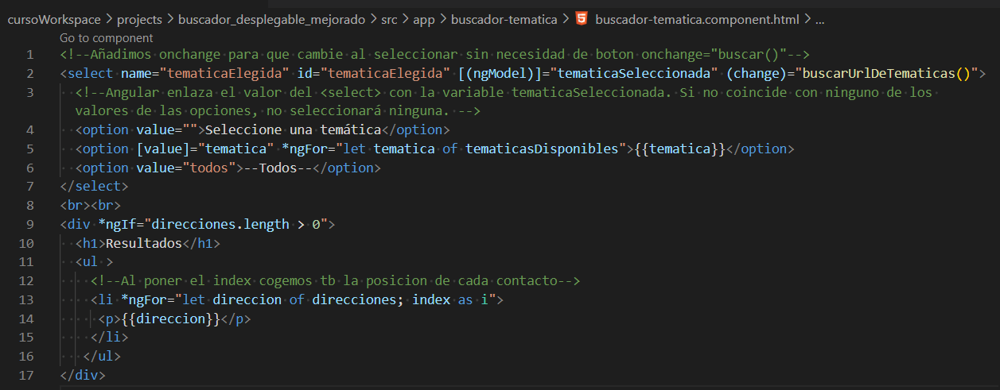 cursoWorkspace > projects > buscador_desplegable_mejorado > src > app > buscador-tematica > buscador-tematica.component.html > ...
Go to component
1 <!--Añadimos onchange para que cambie al seleccionar sin necesidad de boton onchange="buscar()"-->
2 <select name="tematicaElegida" id="tematicaElegida" [(ngModel)]="tematicaSeleccionada" (change)="buscarUrlDeTematicas()">
3 <!--Angular enlaza el valor del <select> con la variable tematicaSeleccionada. Si no coincide con ninguno de los
valores de las opciones, no seleccionará ninguna. -->
4 <option value="">Seleccione una temática</option>
5 <option [value]="tematica" *ngFor="let tematica of tematicasDisponibles">{{tematica}}</option>
6 <option value="todos">--Todos--</option>
7 </select>
8 <br><br>
9 <div *ngIf="direcciones.length > 0">
10 <h1>Resultados</h1>
11 <ul >
12 <!--Al poner el index cogemos tb la posicion de cada contacto-->
13 <li *ngFor="let direccion of direcciones; index as i">
14 <p>{{direccion}}</p>
15 </li>
16 </ul>
17 </div>